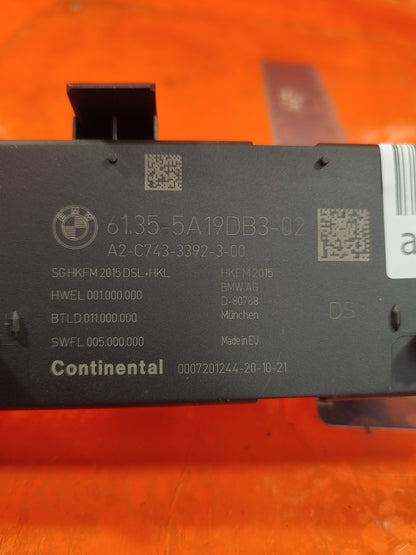 61.35-5A19DB3-02
A2-C743-3392-3-00
SG HKFM 2015 DSL+HKL
HWEL 001.000.000
BTLD 011.000.000
SWFL 005.000.000
HKFM 2015
BMW AG
D-80788
München
Made in EU
DS
Continental 0007201244-20-10-21
a